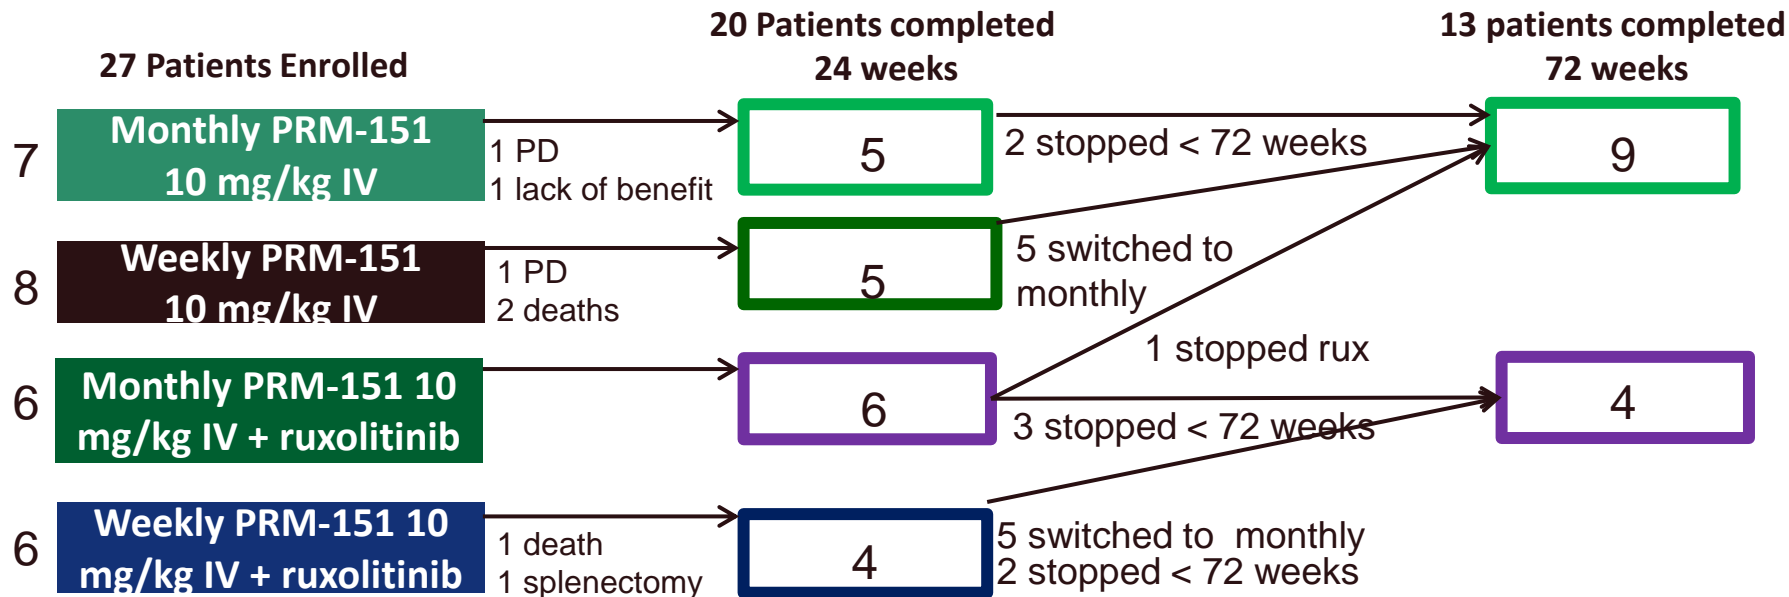 27 Patients Enrolled
20 Patients completed
24 weeks
13 patients completed
72 weeks
7
Monthly PRM-151
10 mg/kg IV
1 PD
1 lack of benefit
5
2 stopped < 72 weeks
9
8
Weekly PRM-151
10 mg/kg IV
1 PD
2 deaths
5
5 switched to
monthly
6
Monthly PRM-151 10
mg/kg IV + ruxolitinib
6
1 stopped rux
3 stopped < 72 weeks
4
6
Weekly PRM-151 10
mg/kg IV + ruxolitinib
1 death
1 splenectomy
4
5 switched to monthly
2 stopped < 72 weeks